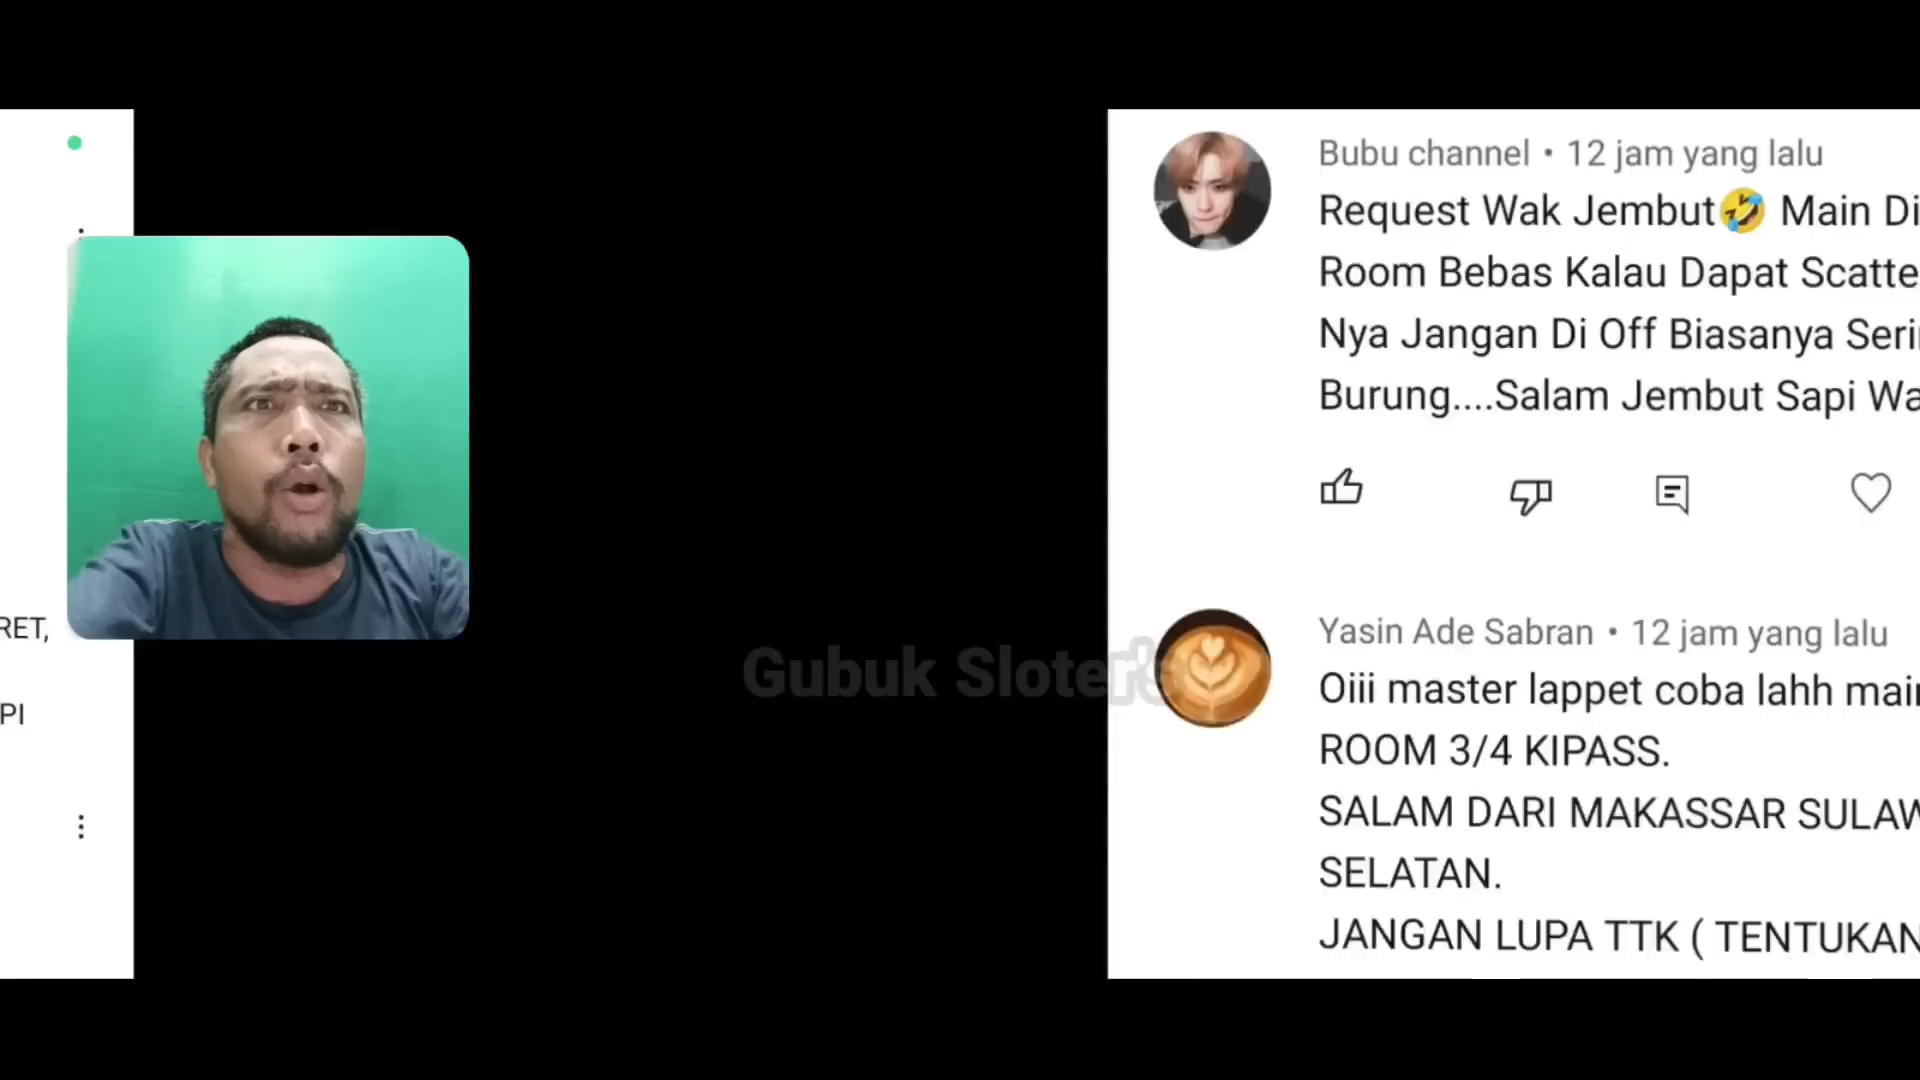 RET,
PI
Bubu channel • 12 jam yang lalu
Request Wak Jembut🤣 Main Di
Room Bebas Kalau Dapat Scatte
Nya Jangan Di Off Biasanya Seri
Burung....Salam Jembut Sapi Wa
Yasin Ade Sabran • 12 jam yang lalu
Oiii master lappet coba lahh main
ROOM 3/4 KIPASS.
SALAM DARI MAKASSAR SULAW
SELATAN.
JANGAN LUPA TTK ( TENTUKAN
Gubuk Sloter's